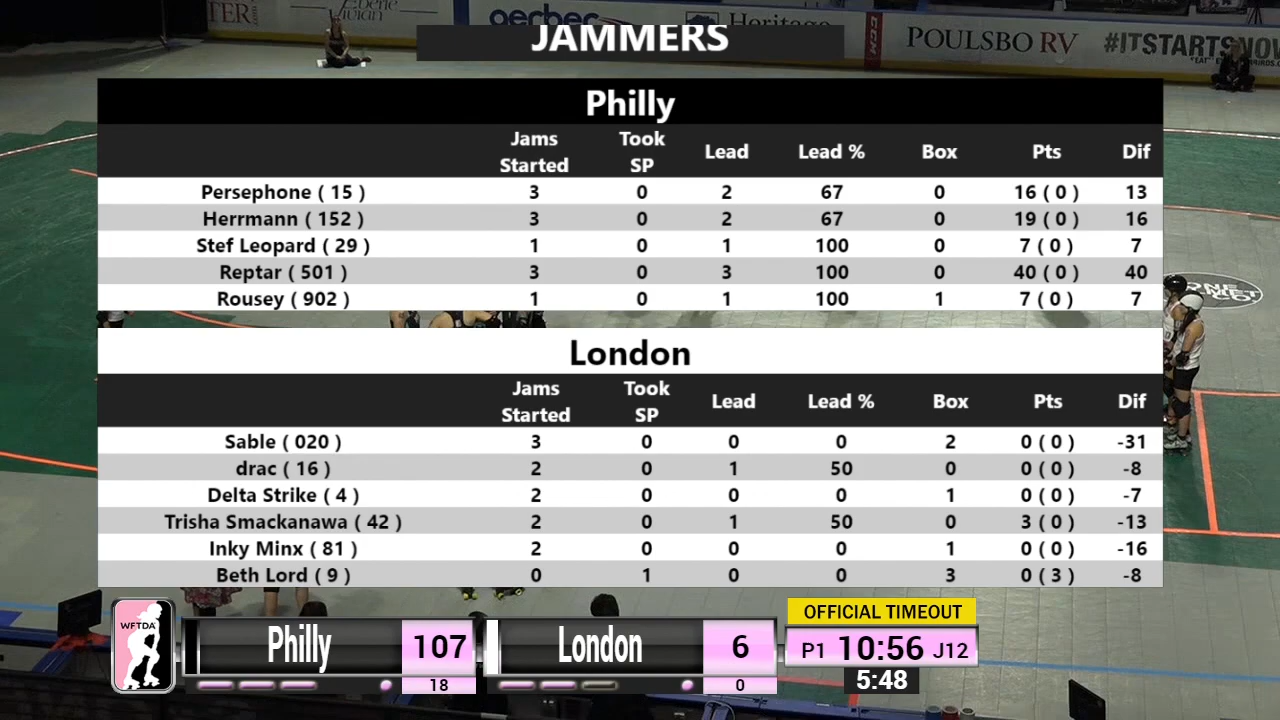 TER
Eberle
Vivian
gerber
Heritage
CCM
POULSBO RV
#ITSTARTSNOW
JAMMERS
Philly
Jams Started Took SP Lead Lead % Box Pts Dif
Persephone ( 15 ) 3 0 2 67 0 16 ( 0 ) 13
Herrmann ( 152 ) 3 0 2 67 0 19 ( 0 ) 16
Stef Leopard ( 29 ) 1 0 1 100 0 7 ( 0 ) 7
Reptar ( 501 ) 3 0 3 100 0 40 ( 0 ) 40
Rousey ( 902 ) 1 0 1 100 1 7 ( 0 ) 7
London
Jams Started Took SP Lead Lead % Box Pts Dif
Sable ( 020 ) 3 0 0 0 2 0 ( 0 ) -31
drac ( 16 ) 2 0 1 50 0 0 ( 0 ) -8
Delta Strike ( 4 ) 2 0 0 0 1 0 ( 0 ) -7
Trisha Smackanawa ( 42 ) 2 0 1 50 0 3 ( 0 ) -13
Inky Minx ( 81 ) 2 0 0 0 1 0 ( 0 ) -16
Beth Lord ( 9 ) 0 1 0 0 3 0 ( 3 ) -8
WFTDA
Philly 107 London 6
18 0
OFFICIAL TIMEOUT
P1 10:56 J12
5:48